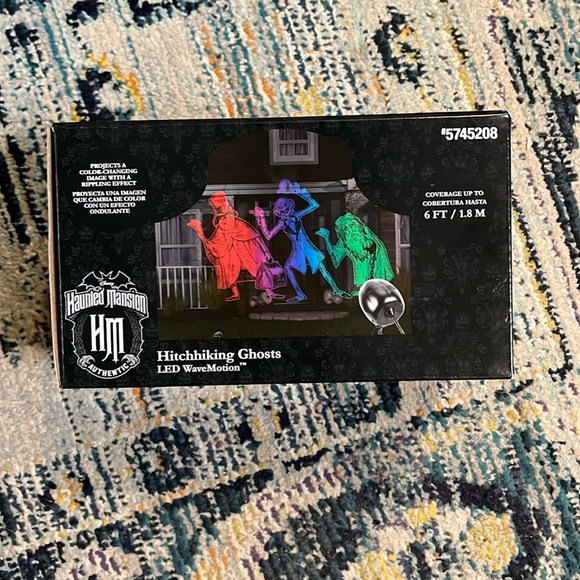 #5745208
PROJECTS A
COLOR-CHANGING
IMAGE WITH A
RIPPLING EFFECT
PROYECTA UNA IMAGEN
QUE CAMBIA DE COLOR
CON UN EFECTO
ONDULANTE
COVERAGE UP TO
COBERTURA HASTA
6 FT / 1.8 M
Disney
Haunted Mansion
HM
AUTHENTIC
Hitchhiking Ghosts
LED WaveMotion™